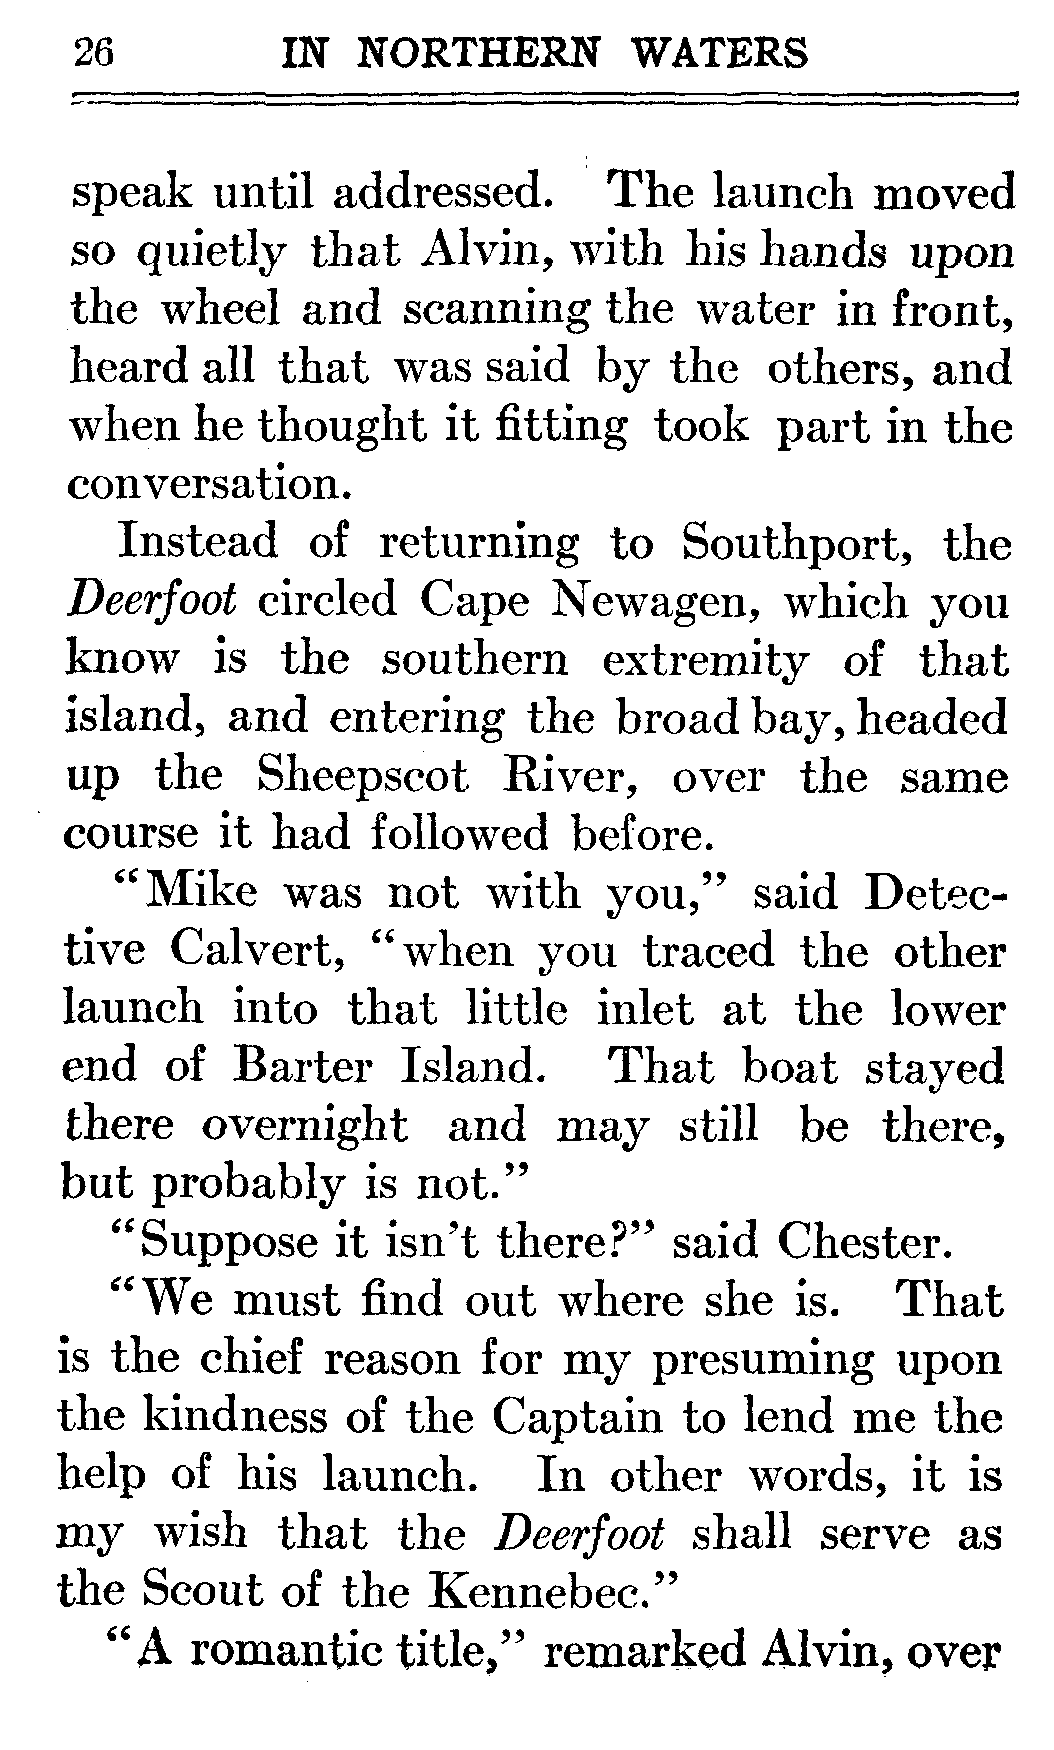 26 IN NORTHERN WATERS
speak until addressed. The launch moved
so quietly that Alvin, with his hands upon
the wheel and scanning the water in front,
heard all that was said by the others, and
when he thought it fitting took part in the
conversation.
Instead of returning to Southport, the
Deerfoot circled Cape Newagen, which you
know is the southern extremity of that
island, and entering the broad bay, headed
up the Sheepscot River, over the same
course it had followed before.
“Mike was not with you,” said Detec-
tive Calvert, “when you traced the other
launch into that little inlet at the lower
end of Barter Island. That boat stayed
there overnight and may still be there,
but probably is not.”
“Suppose it isn’t there?” said Chester.
“We must find out where she is. That
is the chief reason for my presuming upon
the kindness of the Captain to lend me the
help of his launch. In other words, it is
my wish that the Deerfoot shall serve as
the Scout of the Kennebec.”
“A romantic title,” remarked Alvin, over